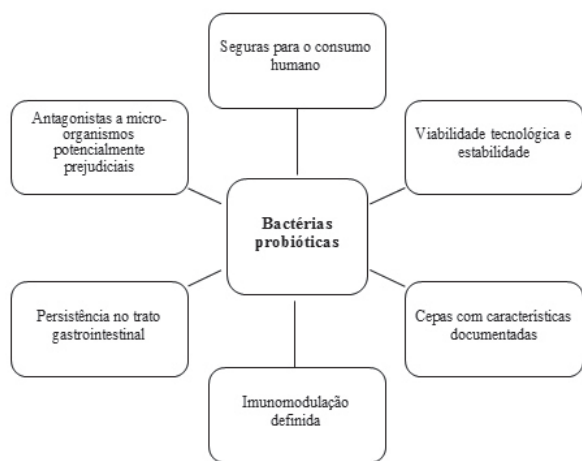 Seguras para o consumo
humano
Antagonistas a micro-
organismos
potencialmente
prejudiciais
Viabilidade tecnológica e
estabilidade
Bactérias
probióticas
Persistência no trato
gastrointestinal
Cepas com características
documentadas
Imunomodulação
definida